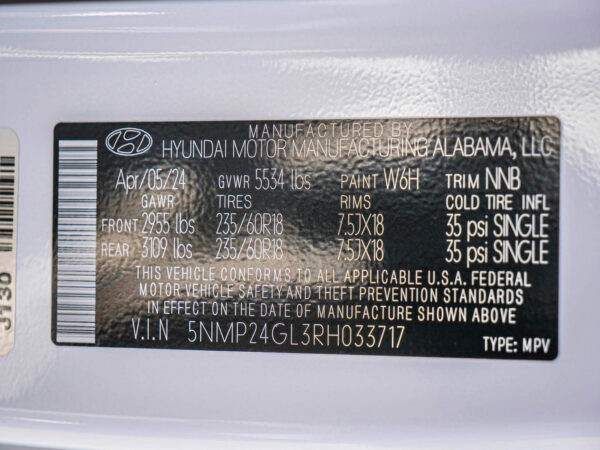 MANUFACTURED BY
HYUNDAI MOTOR MANUFACTURING ALABAMA, LLC
Apr/05/24 GVWR 5534 lbs PAINT W6H TRIM NNB
GAWR TIRES RIMS COLD TIRE INFL
FRONT 2955 lbs 235/60R18 7.5JX18 35 psi SINGLE
REAR 3109 lbs 235/60R18 7.5JX18 35 psi SINGLE
THIS VEHICLE CONFORMS TO ALL APPLICABLE U.S.A. FEDERAL
MOTOR VEHICLE SAFETY AND THEFT PREVENTION STANDARDS
IN EFFECT ON THE DATE OF MANUFACTURE SHOWN ABOVE
V.I.N 5NMP24GL3RH033717
TYPE: MPV